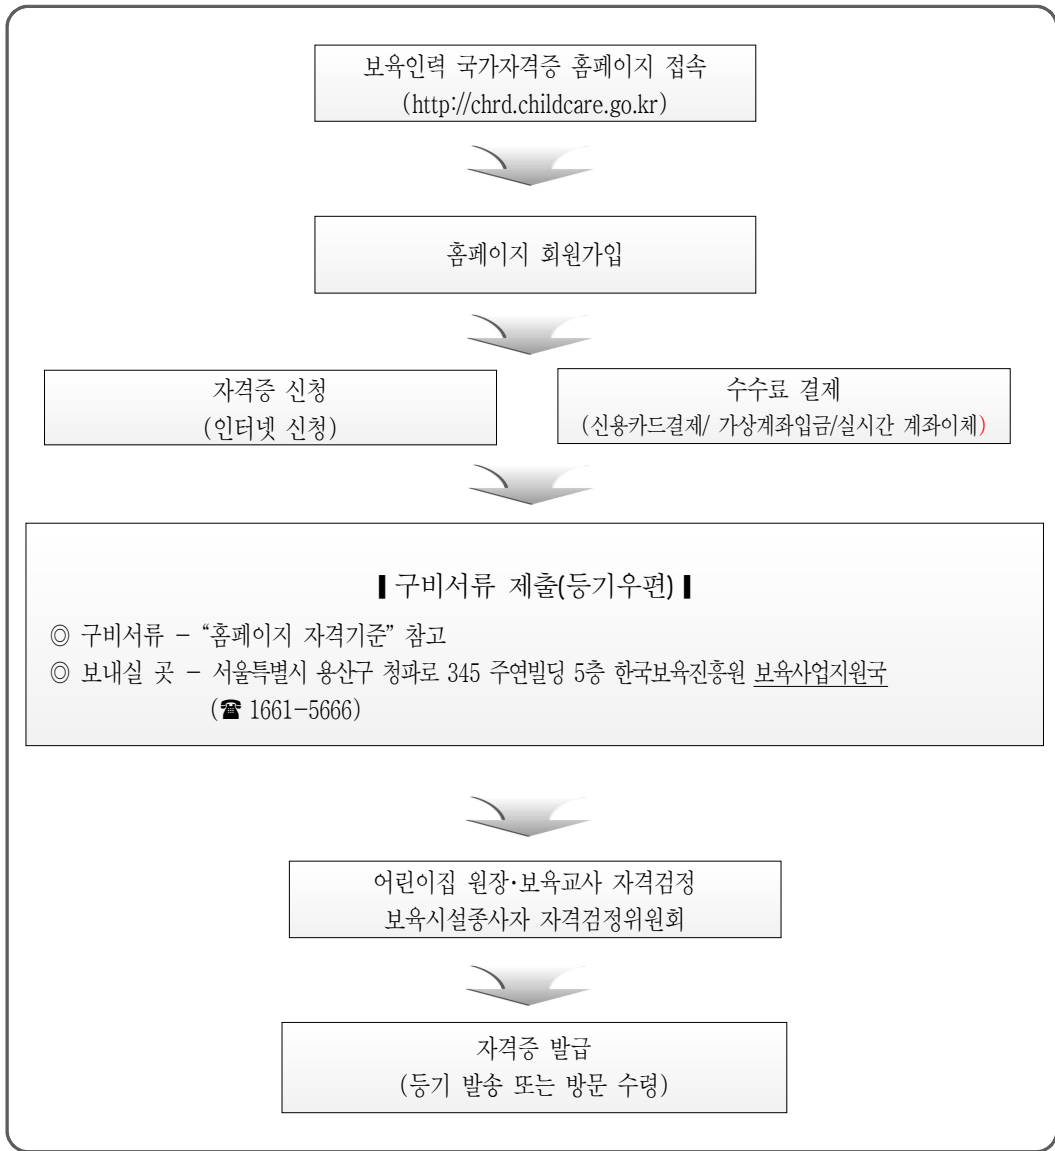 보육인력 국가자격증 홈페이지 접속
(http://chrd.childcare.go.kr)
홈페이지 회원가입
자격증 신청
(인터넷 신청)
수수료 결제
(신용카드결제/ 가상계좌입금/실시간 계좌이체)
▌구비서류 제출(등기우편)▐
◎ 구비서류 - “홈페이지 자격기준” 참고
◎ 보내실 곳 - 서울특별시 용산구 청파로 345 주연빌딩 5층 한국보육진흥원 보육사업지원국
(☎ 1661-5666)
어린이집 원장·보육교사 자격검정
보육시설종사자 자격검정위원회
자격증 발급
(등기 발송 또는 방문 수령)